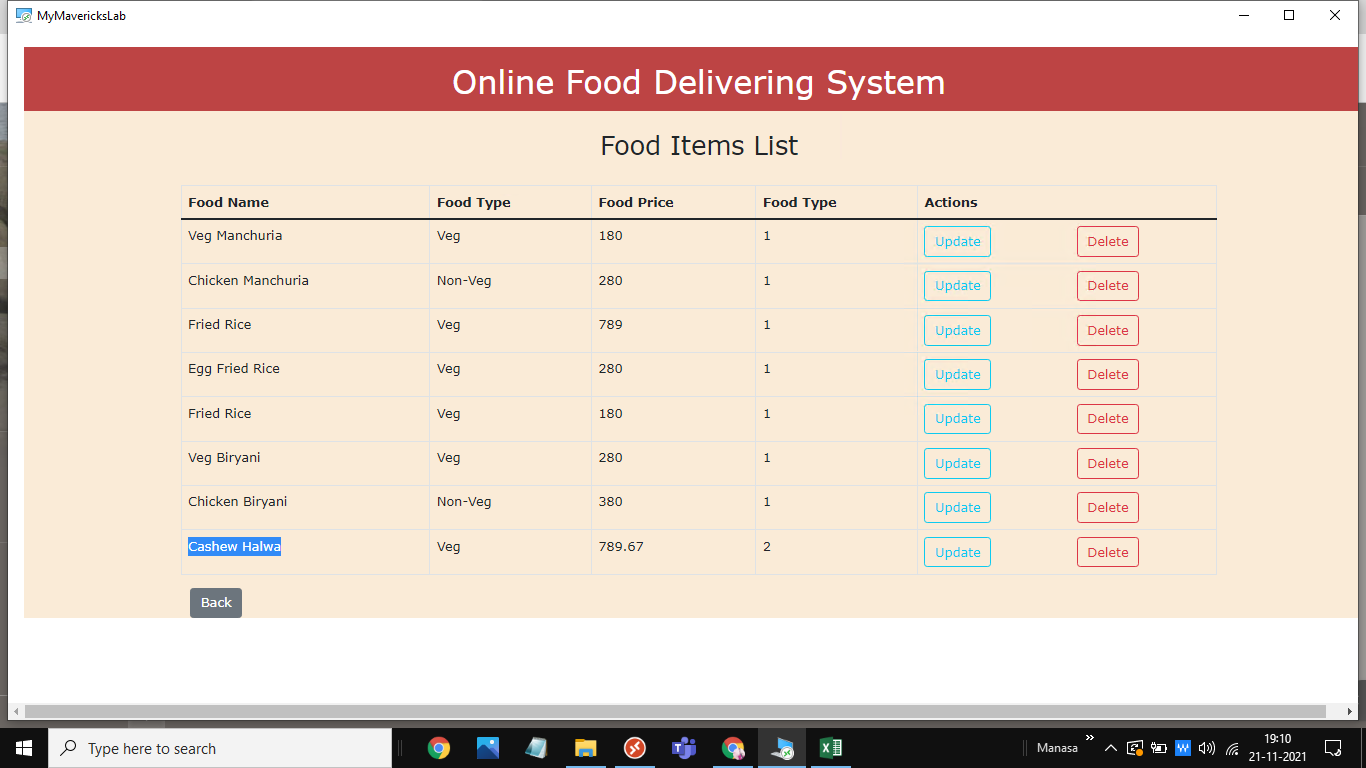 MyMavericksLab
Online Food Delivering System
Food Items List
Food Name Food Type Food Price Food Type Actions
Veg Manchuria Veg 180 1 Update Delete
Chicken Manchuria Non-Veg 280 1 Update Delete
Fried Rice Veg 789 1 Update Delete
Egg Fried Rice Veg 280 1 Update Delete
Fried Rice Veg 180 1 Update Delete
Veg Biryani Veg 280 1 Update Delete
Chicken Biryani Non-Veg 380 1 Update Delete
Cashew Halwa Veg 789.67 2 Update Delete
Back
Type here to search
Manasa
19:10
21-11-2021